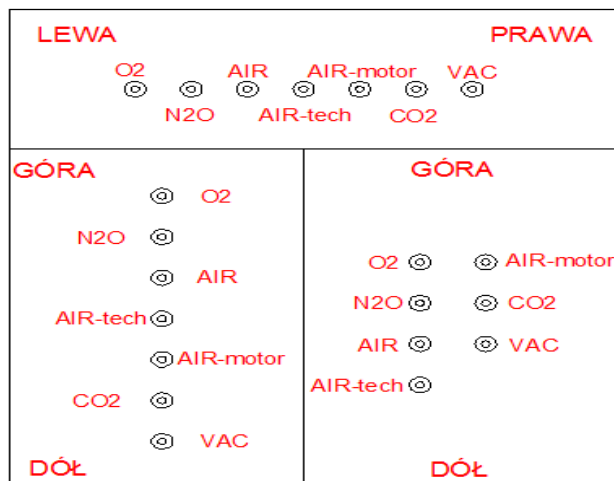 LEWA PRAWA
O2 AIR AIR-motor VAC
N2O AIR-tech CO2
GÓRA
O2
N2O
AIR
AIR-tech
AIR-motor
CO2
VAC
DÓŁ
GÓRA
O2 AIR-motor
N2O CO2
AIR VAC
AIR-tech
DÓŁ